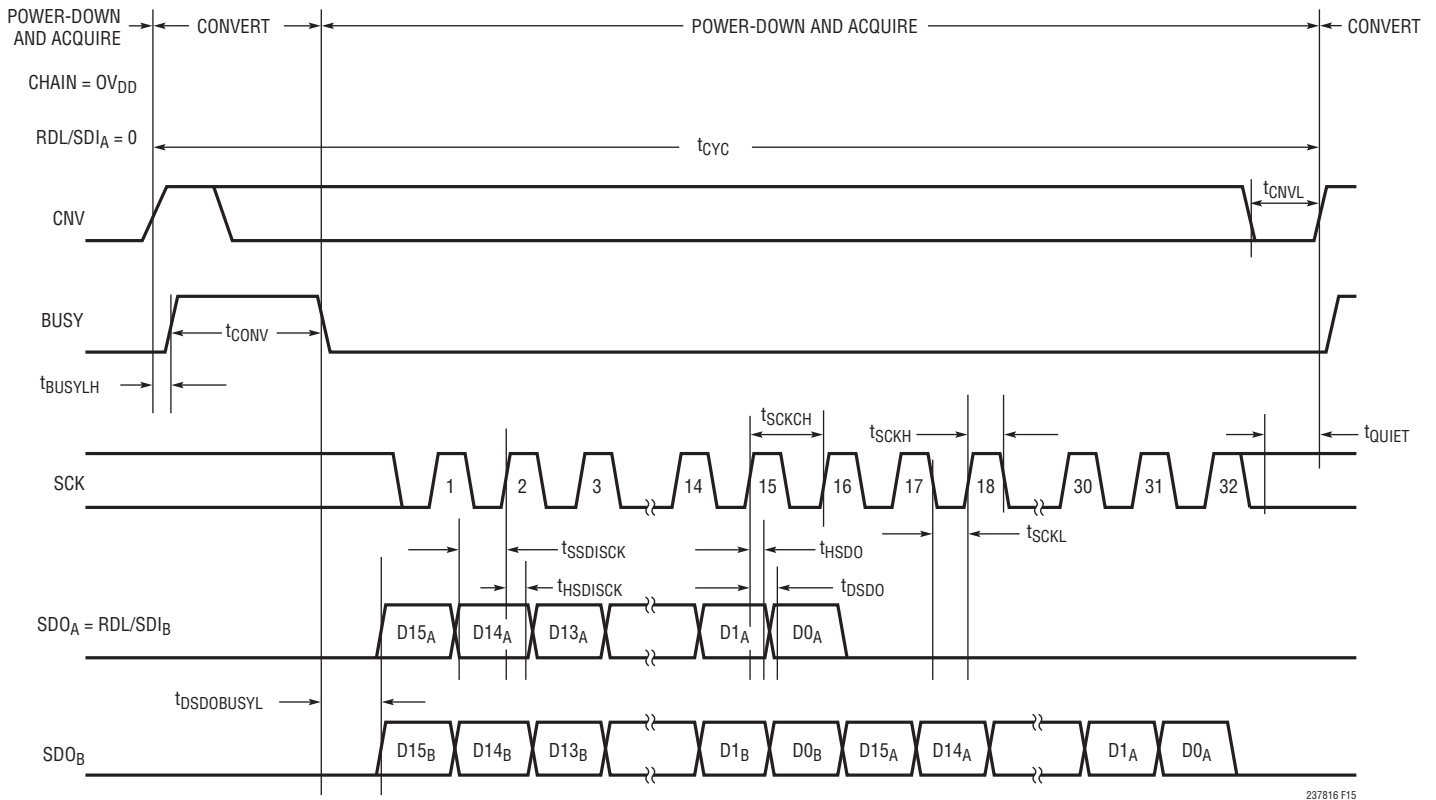 POWER-DOWN
AND ACQUIRE
CONVERT
POWER-DOWN AND ACQUIRE
CONVERT
CHAIN = OVDD
RDL/SDIA = 0
tCYC
CNV
tCNVL
BUSY
tCONV
tBUSYLH
tSCKCH
tSCKH
tQUIET
SCK
1
2
3
14
15
16
17
18
30
31
32
tSSDISCK
tHSDO
tSCKL
tHSDISCK
tDSDO
SDOA = RDL/SDIB
D15A
D14A
D13A
D1A
D0A
tDSDOBUSYL
SDOB
D15B
D14B
D13B
D1B
D0B
D15A
D14A
D1A
D0A
237816 F15